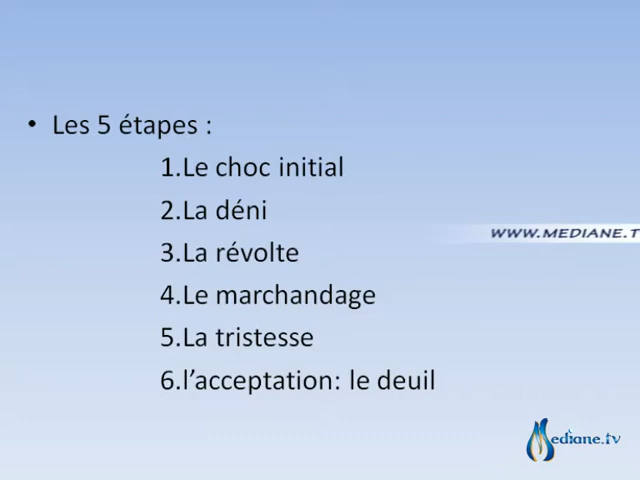 • Les 5 étapes :
1.Le choc initial
2.La déni
3.La révolte
WWW.MEDIANE.T
4.Le marchandage
5.La tristesse
6.l’acceptation: le deuil
Mediane.tv